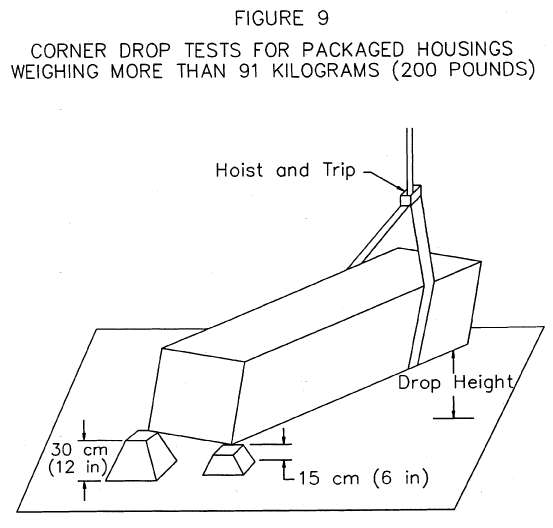 FIGURE 9
CORNER DROP TESTS FOR PACKAGED HOUSINGS
WEIGHING MORE THAN 91 KILOGRAMS (200 POUNDS)
Hoist and Trip
Drop Height
30 cm
(12 in)
15 cm (6 in)